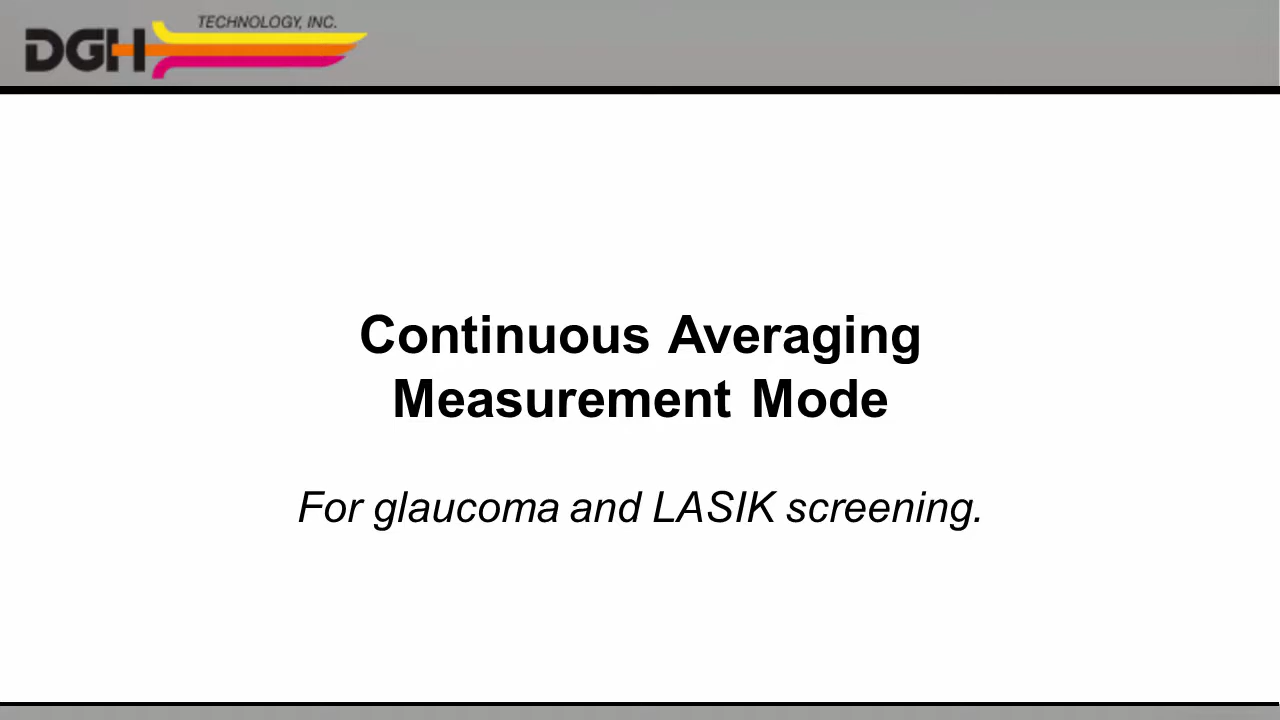 TECHNOLOGY, INC.
DGH
Continuous Averaging
Measurement Mode
For glaucoma and LASIK screening.